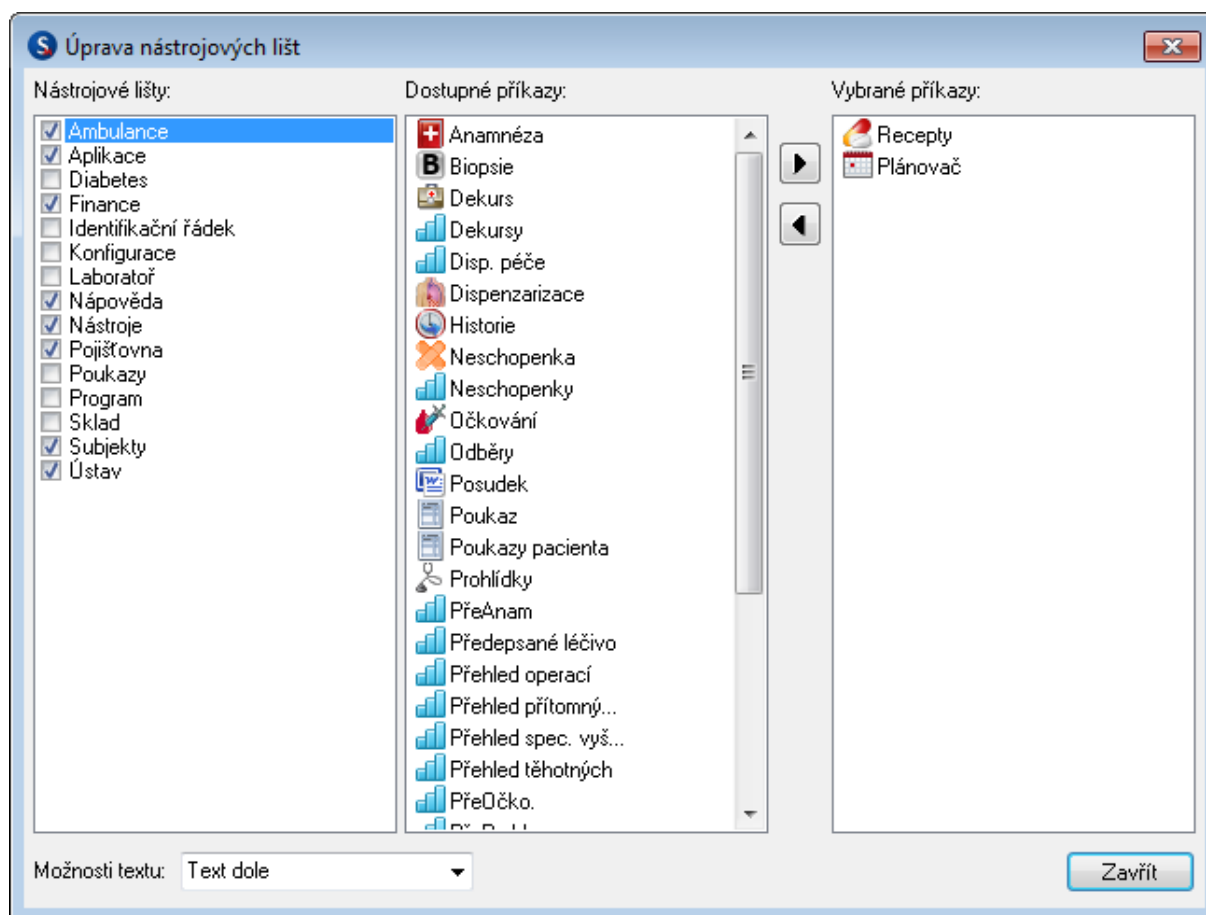 Úprava nástrojových lišt
Nástrojové lišty:
Ambulance
Aplikace
Diabetes
Finance
Identifikační řádek
Konfigurace
Laboratoř
Nápověda
Nástroje
Pojišťovna
Poukazy
Program
Sklad
Subjekty
Ústav
Dostupné příkazy:
Anamnéza
B Biopsie
Dekurs
Dekursy
Disp. péče
Dispenzarizace
Historie
Neschopenka
Neschopenky
Očkování
Odběry
Posudek
Poukaz
Poukazy pacienta
Prohlídky
PřeAnam
Předepsané léčivo
Přehled operací
Přehled přítomný...
Přehled spec. vyš...
Přehled těhotných
PřeOčko.
Vybrané příkazy:
Recepty
Plánovač
Možnosti textu: Text dole
Zavřít